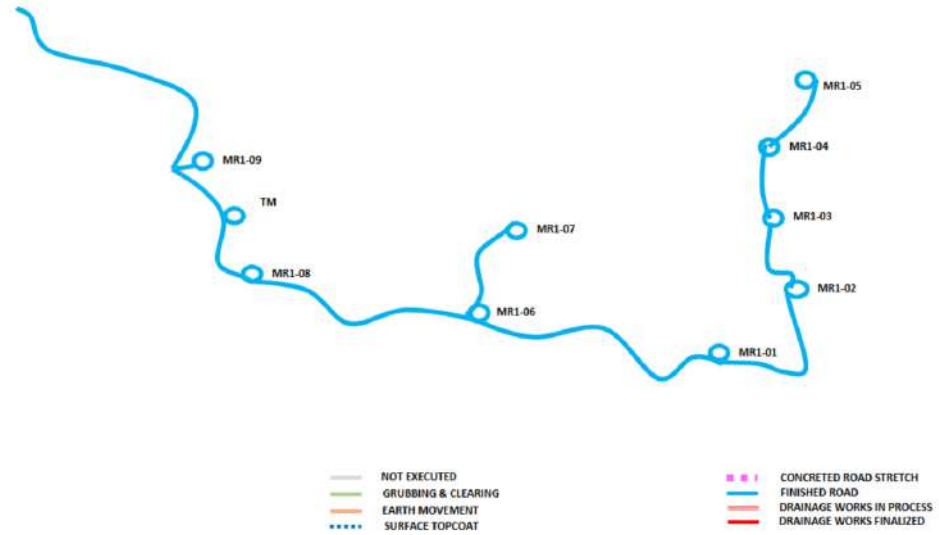 MR1-05
MR1-04
MR1-09
TM
MR1-03
MR1-07
MR1-08
MR1-02
MR1-06
MR1-01
NOT EXECUTED
GRUBBING & CLEARING
EARTH MOVEMENT
SURFACE TOPCOAT
CONCRETED ROAD STRETCH
FINISHED ROAD
DRAINAGE WORKS IN PROCESS
DRAINAGE WORKS FINALIZED